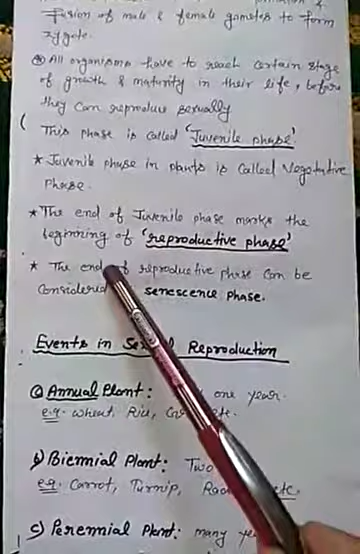 fusion of male & female gametes to form
zygote.
All organisms have to reach certain stage
of growth & maturity in their life, before
they can reproduce sexually
( This phase is called 'Juvenile phase'.
* Juvenile phase in plants is called Vegetative
Phase.
* The end of Juvenile phase marks the
beginning of 'reproductive phase'
* The end of reproductive phase can be
considered senescence phase.
Events in Reproduction
a) Annual Plant: one year.
e.g. wheat, Rice, etc.
b) Biennial Plant: Two
e.g. Carrot, Turnip, etc.
c) Perennial Plant: many